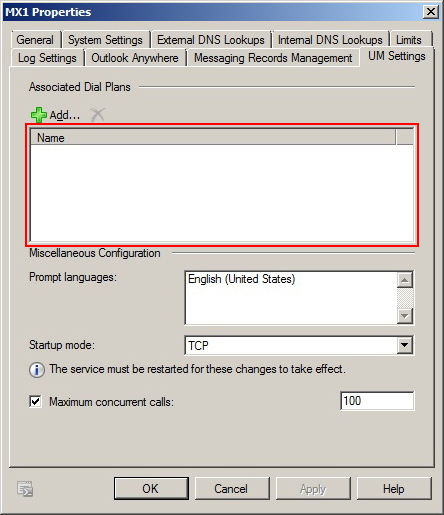 MX1 Properties
General System Settings External DNS Lookups Internal DNS Lookups Limits
Log Settings Outlook Anywhere Messaging Records Management UM Settings
Associated Dial Plans
Add...
Name
Miscellaneous Configuration
Prompt languages: English (United States)
Startup mode: TCP
The service must be restarted for these changes to take effect.
Maximum concurrent calls: 100
OK Cancel Apply Help